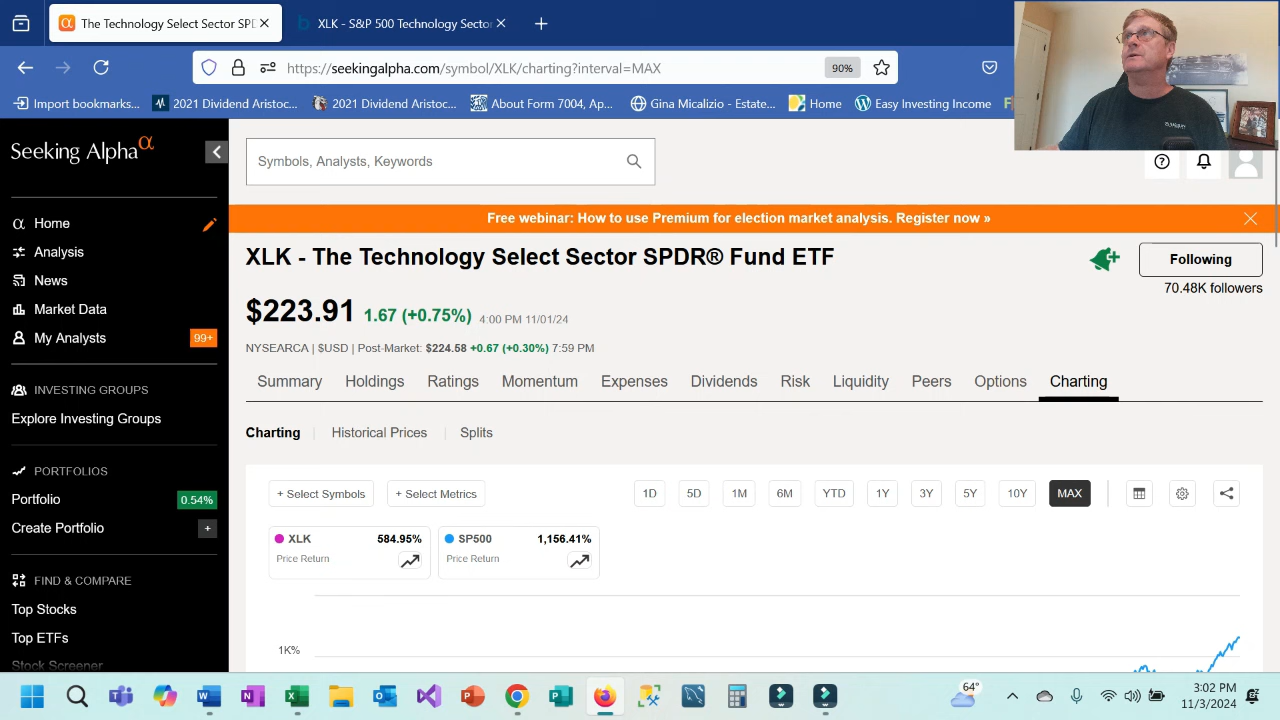 The Technology Select Sector SPD
XLK - S&P 500 Technology Sector
https://seekingalpha.com/symbol/XLK/charting?interval=MAX
90%
Import bookmarks...
2021 Dividend Aristoc...
2021 Dividend Aristoc...
About Form 7004, Ap...
Gina Micalizio - Estate...
Home
Easy Investing Income
Seeking Alpha α
Symbols, Analysts, Keywords
Free webinar: How to use Premium for election market analysis. Register now »
Home
Analysis
News
Market Data
My Analysts 99+
INVESTING GROUPS
Explore Investing Groups
PORTFOLIOS
Portfolio 0.54%
Create Portfolio +
FIND & COMPARE
Top Stocks
Top ETFs
Stock Screener
XLK - The Technology Select Sector SPDR® Fund ETF
Following
70.48K followers
$223.91 1.67 (+0.75%) 4:00 PM 11/01/24
NYSEARCA | $USD | Post-Market: $224.58 +0.67 (+0.30%) 7:59 PM
Summary Holdings Ratings Momentum Expenses Dividends Risk Liquidity Peers Options Charting
Charting Historical Prices Splits
+ Select Symbols + Select Metrics 1D 5D 1M 6M YTD 1Y 3Y 5Y 10Y MAX
XLK 584.95%
Price Return
SP500 1,156.41%
Price Return
1K%
64°
3:02 PM
11/3/2024